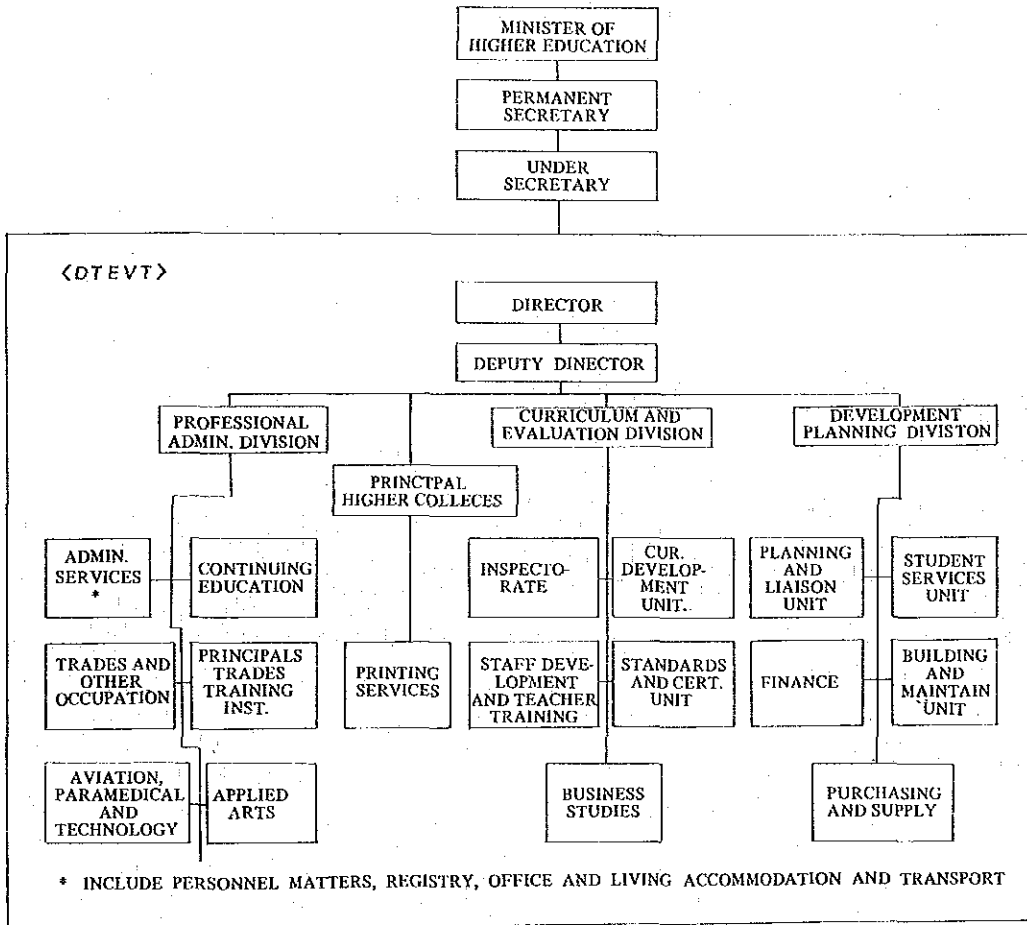 MINISTER OF
HIGHER EDUCATION
PERMANENT
SECRETARY
UNDER
SECRETARY
<DTEVT>
DIRECTOR
DEPUTY DINECTOR
PROFESSIONAL
ADMIN. DIVISION
CURRICULUM AND
EVALUATION DIVISION
DEVELOPMENT
PLANNING DIVISTON
PRINCTPAL
HIGHER COLLECES
ADMIN.
SERVICES
*
CONTINUING
EDUCATION
INSPECTO-
RATE
CUR.
DEVELOP-
MENT
UNIT.
PLANNING
AND
LIAISON UNIT
STUDENT
SERVICES
UNIT
TRADES AND
OTHER
OCCUPATION
PRINCIPALS
TRADES
TRAINING
INST.
PRINTING
SERVICES
STAFF DEVE-
LOPMENT
AND TEACHER
TRAINING
STANDARDS
AND CERT.
UNIT
FINANCE
BUILDING
AND
MAINTAIN
UNIT
AVIATION,
PARAMEDICAL
AND
TECHNOLOGY
APPLIED
ARTS
BUSINESS
STUDIES
PURCHASING
AND SUPPLY
* INCLUDE PERSONNEL MATTERS, REGISTRY, OFFICE AND LIVING ACCOMMODATION AND TRANSPORT